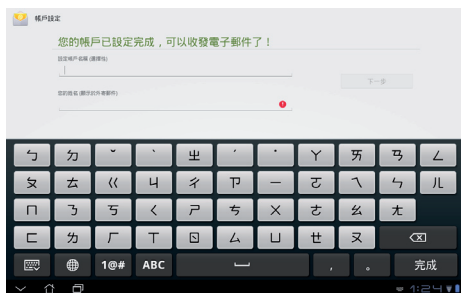 帳戶設定
您的帳戶已設定完成，可以收發電子郵件了！
設定帳戶名稱 (選擇性)
下一步
您的姓名 (顯示於外寄郵件)
ㄅ ㄉ ˇ ˋ ㄓ ˊ ˙ ㄚ ㄞ ㄢ ㄥ
ㄆ ㄊ ㄍ ㄐ ㄔ ㄗ ㄧ ㄛ ㄟ ㄣ ㄦ
ㄇ ㄋ ㄎ ㄑ ㄕ ㄘ ㄨ ㄜ ㄠ ㄤ
ㄈ ㄌ ㄏ ㄒ ㄖ ㄙ ㄩ ㄝ ㄡ
1@# ABC ， 。 完成
1:24